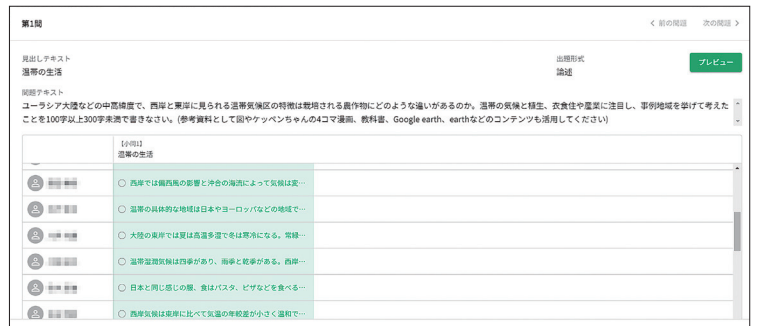 第1問
< 前の問題 次の問題 >
見出しテキスト
温帯の生活
出題形式
論述
プレビュー
問題テキスト
ユーラシア大陸などの中高緯度で、西岸と東岸に見られる温帯気候区の特徴は栽培される農作物にどのような違いがあるのか。温帯の気候と植生、衣食住や産業に注目し、事例地域を挙げて考えた
ことを100字以上300字未満で書きなさい。(参考資料として図やケッペンちゃんの4コマ漫画、教科書、Google earth、earthなどのコンテンツも活用してください)
【小問1】
温帯の生活
○ 西岸では偏西風の影響と沖合の海流によって気候は変…
○ 温帯の具体的な地域は日本やヨーロッパなどの地域で…
○ 大陸の東岸では夏は高温多湿で冬は寒冷になる。常緑…
○ 温帯湿潤気候は四季があり、雨季と乾季がある。西岸…
○ 日本と同じ感じの服、食はパスタ、ピザなどを食べる…
○ 西岸気候は東岸に比べて気温の年較差が小さく温和で…